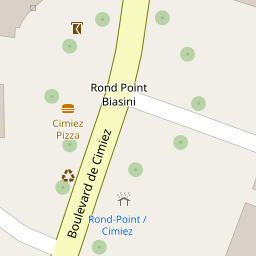 Rond Point
Biasini
Cimiez
Pizza
Boulevard de Cimiez
Rond-Point /
Cimiez